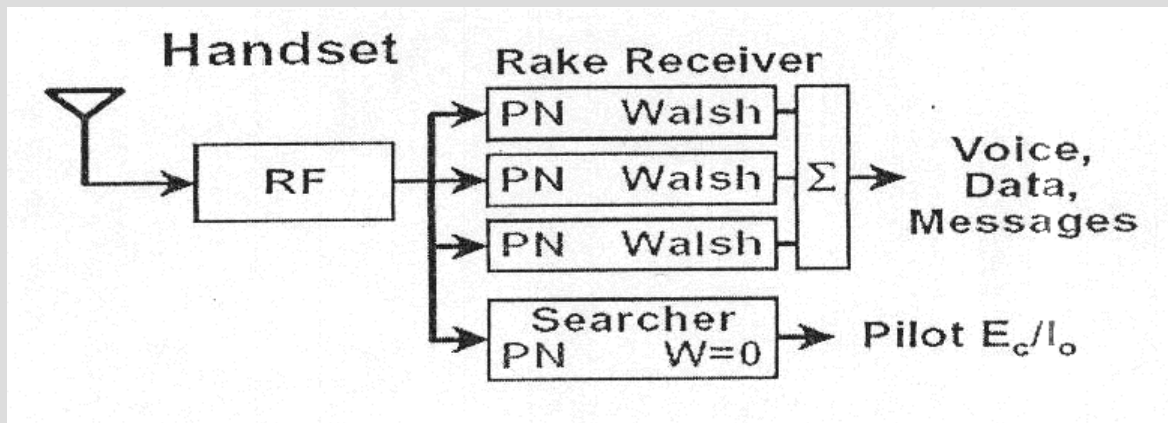 Handset
Rake Receiver
PN Walsh
RF
PN Walsh
Σ
PN Walsh
Voice,
Data,
Messages
Searcher
PN W=0
Pilot Ec/Io